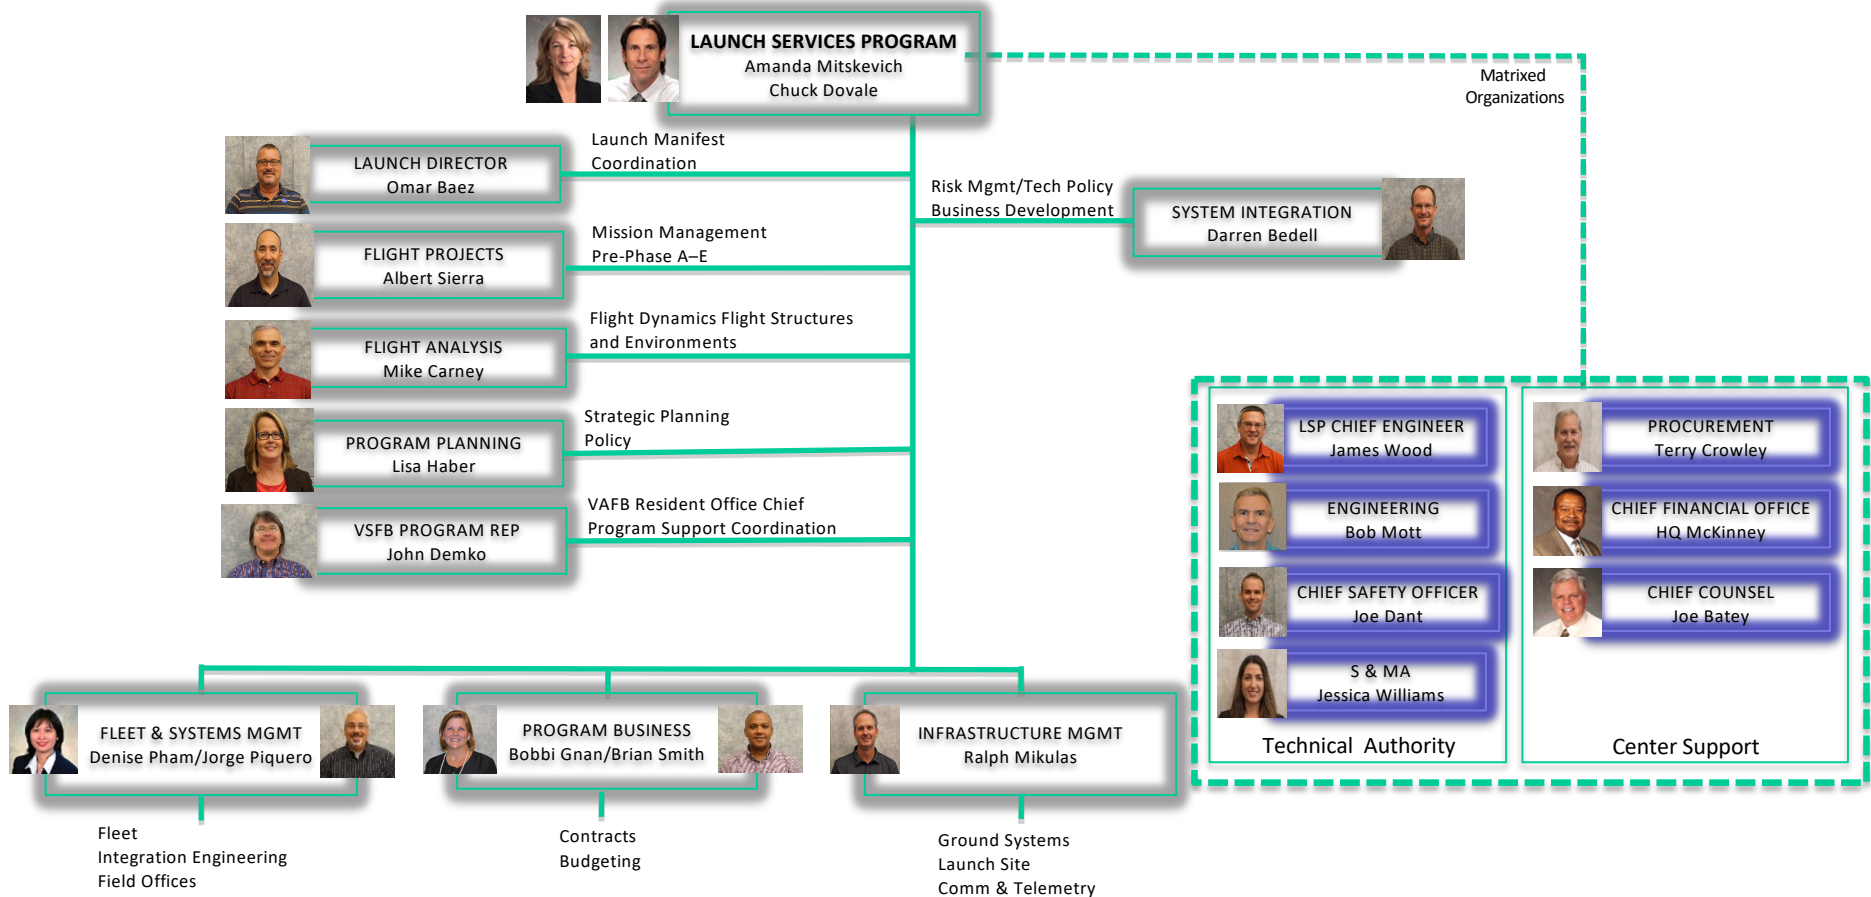 LAUNCH SERVICES PROGRAM
Amanda Mitskevich
Chuck Dovale
Matrixed
Organizations
Launch Manifest
Coordination
LAUNCH DIRECTOR
Omar Baez
Risk Mgmt/Tech Policy
Business Development
SYSTEM INTEGRATION
Darren Bedell
Mission Management
Pre-Phase A–E
FLIGHT PROJECTS
Albert Sierra
Flight Dynamics Flight Structures
and Environments
FLIGHT ANALYSIS
Mike Carney
Strategic Planning
Policy
PROGRAM PLANNING
Lisa Haber
VAFB Resident Office Chief
Program Support Coordination
VSFB PROGRAM REP
John Demko
LSP CHIEF ENGINEER
James Wood
ENGINEERING
Bob Mott
CHIEF SAFETY OFFICER
Joe Dant
S & MA
Jessica Williams
Technical Authority
PROCUREMENT
Terry Crowley
CHIEF FINANCIAL OFFICE
HQ McKinney
CHIEF COUNSEL
Joe Batey
Center Support
FLEET & SYSTEMS MGMT
Denise Pham/Jorge Piquero
Fleet
Integration Engineering
Field Offices
PROGRAM BUSINESS
Bobbi Gnan/Brian Smith
Contracts
Budgeting
INFRASTRUCTURE MGMT
Ralph Mikulas
Ground Systems
Launch Site
Comm & Telemetry